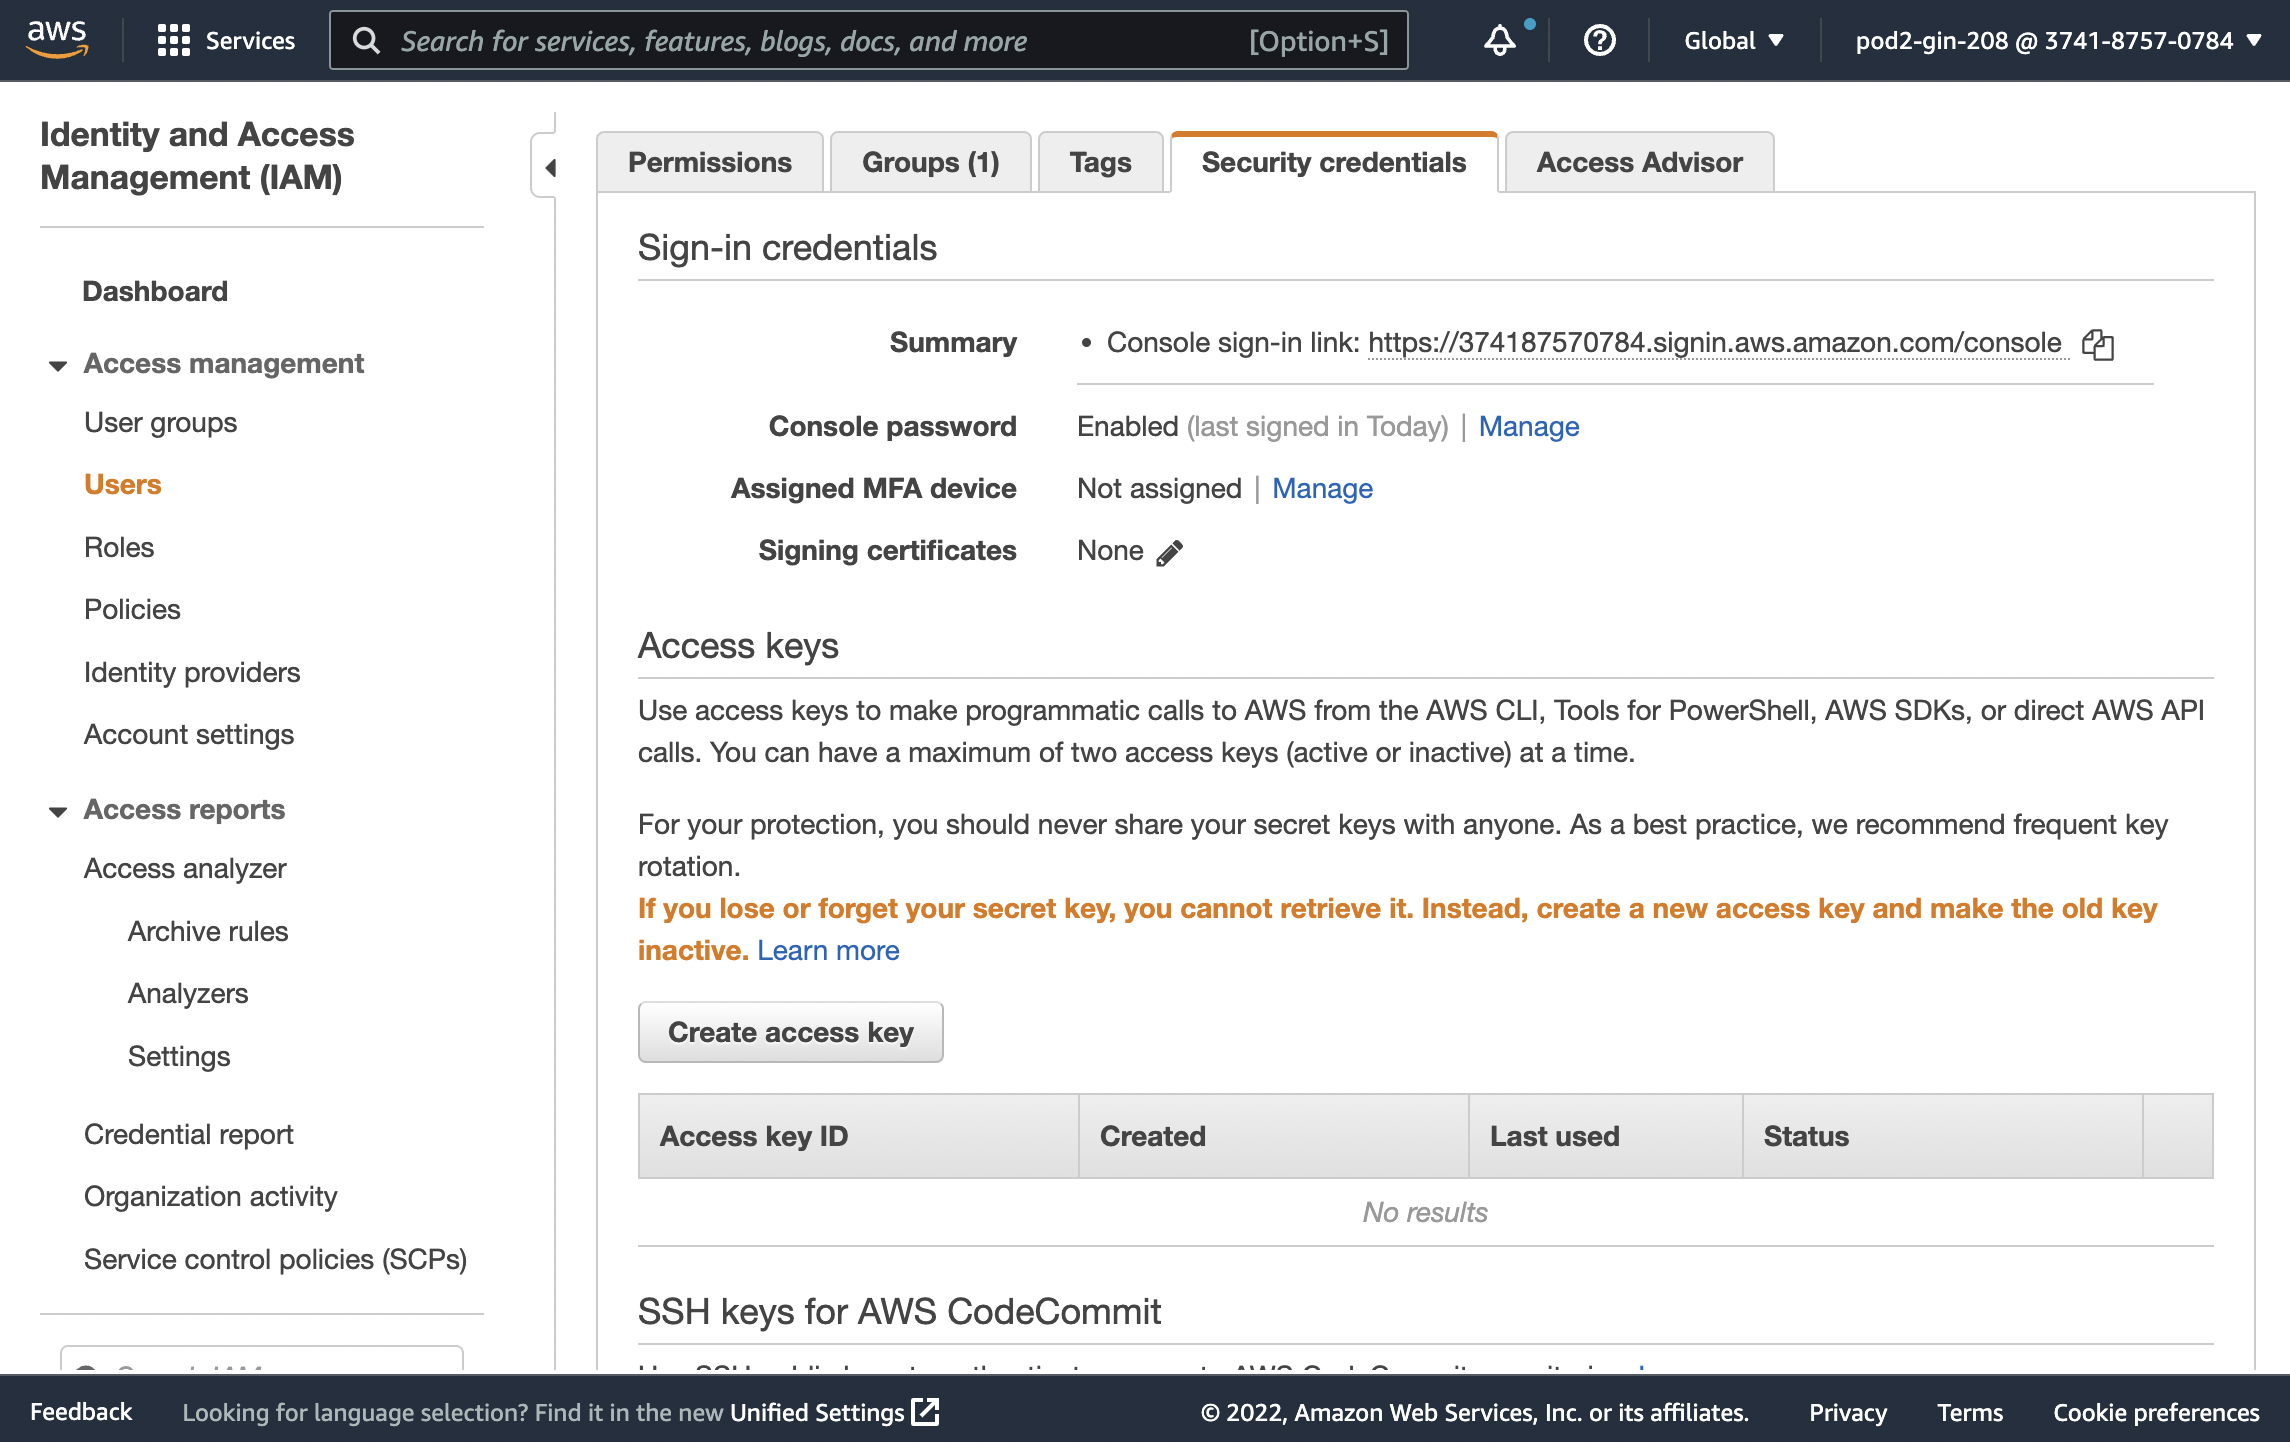 aws
Services
Search for services, features, blogs, docs, and more
[Option+S]
Global
pod2-gin-208 @ 3741-8757-0784
Identity and Access
Management (IAM)
Dashboard
Access management
User groups
Users
Roles
Policies
Identity providers
Account settings
Access reports
Access analyzer
Archive rules
Analyzers
Settings
Credential report
Organization activity
Service control policies (SCPs)
Permissions
Groups (1)
Tags
Security credentials
Access Advisor
Sign-in credentials
Summary
• Console sign-in link: https://374187570784.signin.aws.amazon.com/console
Console password
Enabled (last signed in Today) | Manage
Assigned MFA device
Not assigned | Manage
Signing certificates
None
Access keys
Use access keys to make programmatic calls to AWS from the AWS CLI, Tools for PowerShell, AWS SDKs, or direct AWS API
calls. You can have a maximum of two access keys (active or inactive) at a time.
For your protection, you should never share your secret keys with anyone. As a best practice, we recommend frequent key
rotation.
If you lose or forget your secret key, you cannot retrieve it. Instead, create a new access key and make the old key
inactive. Learn more
Create access key
Access key ID
Created
Last used
Status
No results
SSH keys for AWS CodeCommit
Feedback
Looking for language selection? Find it in the new Unified Settings
© 2022, Amazon Web Services, Inc. or its affiliates.
Privacy
Terms
Cookie preferences